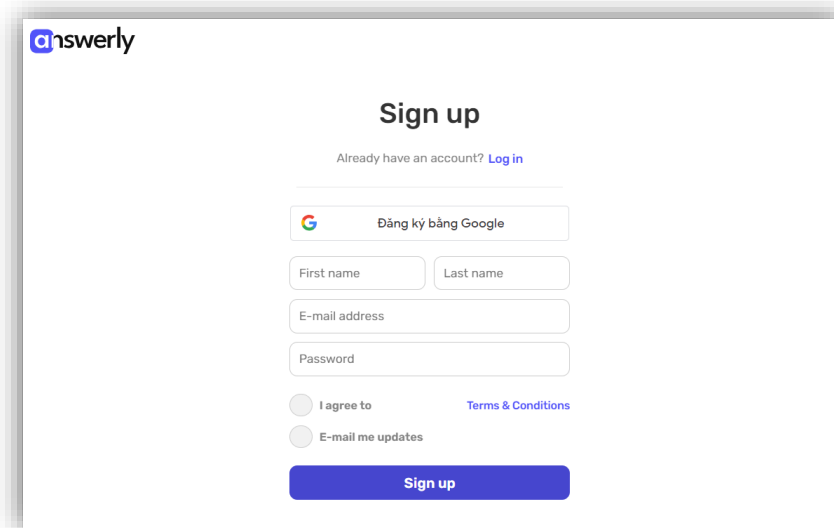 answerly
Sign up
Already have an account? Log in
Đăng ký bằng Google
First name Last name
E-mail address
Password
I agree to Terms & Conditions
E-mail me updates
Sign up